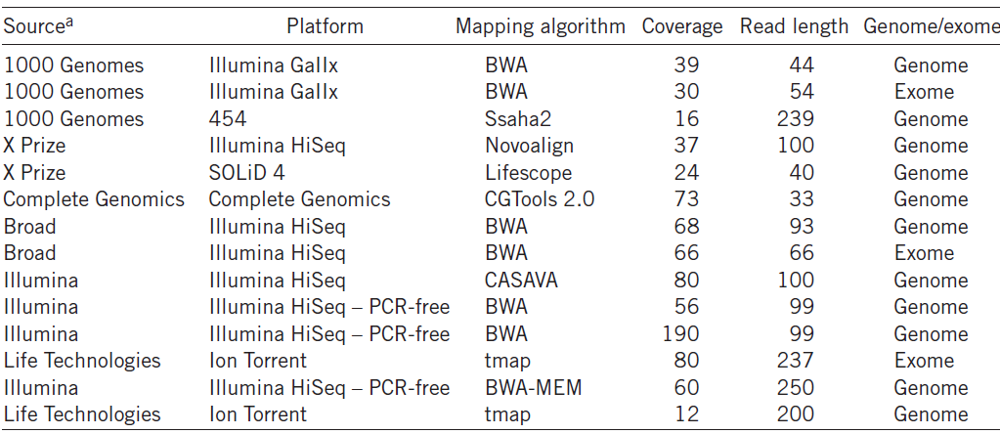 Sourceᵃ Platform Mapping algorithm Coverage Read length Genome/exome
1000 Genomes Illumina GaIIx BWA 39 44 Genome
1000 Genomes Illumina GaIIx BWA 30 54 Exome
1000 Genomes 454 Ssaha2 16 239 Genome
X Prize Illumina HiSeq Novoalign 37 100 Genome
X Prize SOLiD 4 Lifescope 24 40 Genome
Complete Genomics Complete Genomics CGTools 2.0 73 33 Genome
Broad Illumina HiSeq BWA 68 93 Genome
Broad Illumina HiSeq BWA 66 66 Exome
Illumina Illumina HiSeq CASAVA 80 100 Genome
Illumina Illumina HiSeq – PCR-free BWA 56 99 Genome
Illumina Illumina HiSeq – PCR-free BWA 190 99 Genome
Life Technologies Ion Torrent tmap 80 237 Exome
Illumina Illumina HiSeq – PCR-free BWA-MEM 60 250 Genome
Life Technologies Ion Torrent tmap 12 200 Genome